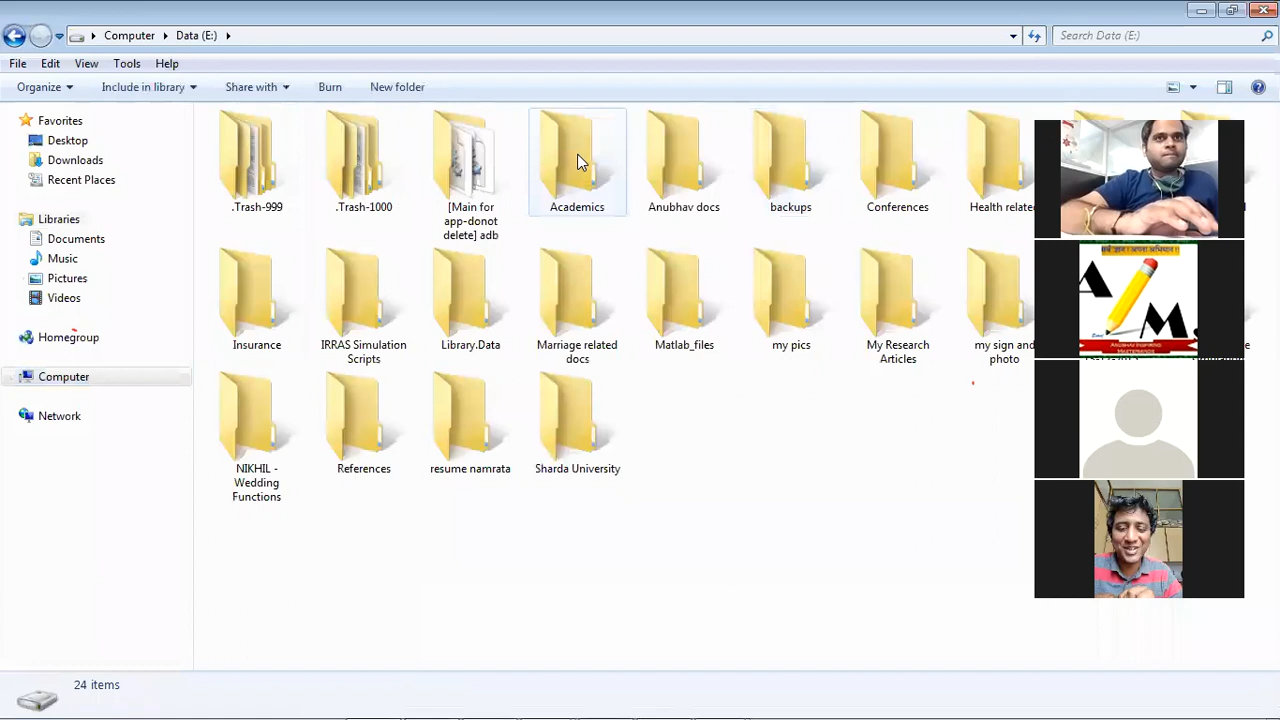 Computer
Data (E:)
Search Data (E:)
File Edit View Tools Help
Organize Include in library Share with Burn New folder
Favorites
Desktop
Downloads
Recent Places
Libraries
Documents
Music
Pictures
Videos
Homegroup
Computer
Network
.Trash-999
.Trash-1000
[Main for
app-donot
delete] adb
Academics
Anubhav docs
backups
Conferences
Health relate
Insurance
IRRAS Simulation
Scripts
Library.Data
Marriage related
docs
Matlab_files
my pics
My Research
Articles
my sign and
photo
NIKHIL -
Wedding
Functions
References
resume namrata
Sharda University
A
M
24 items